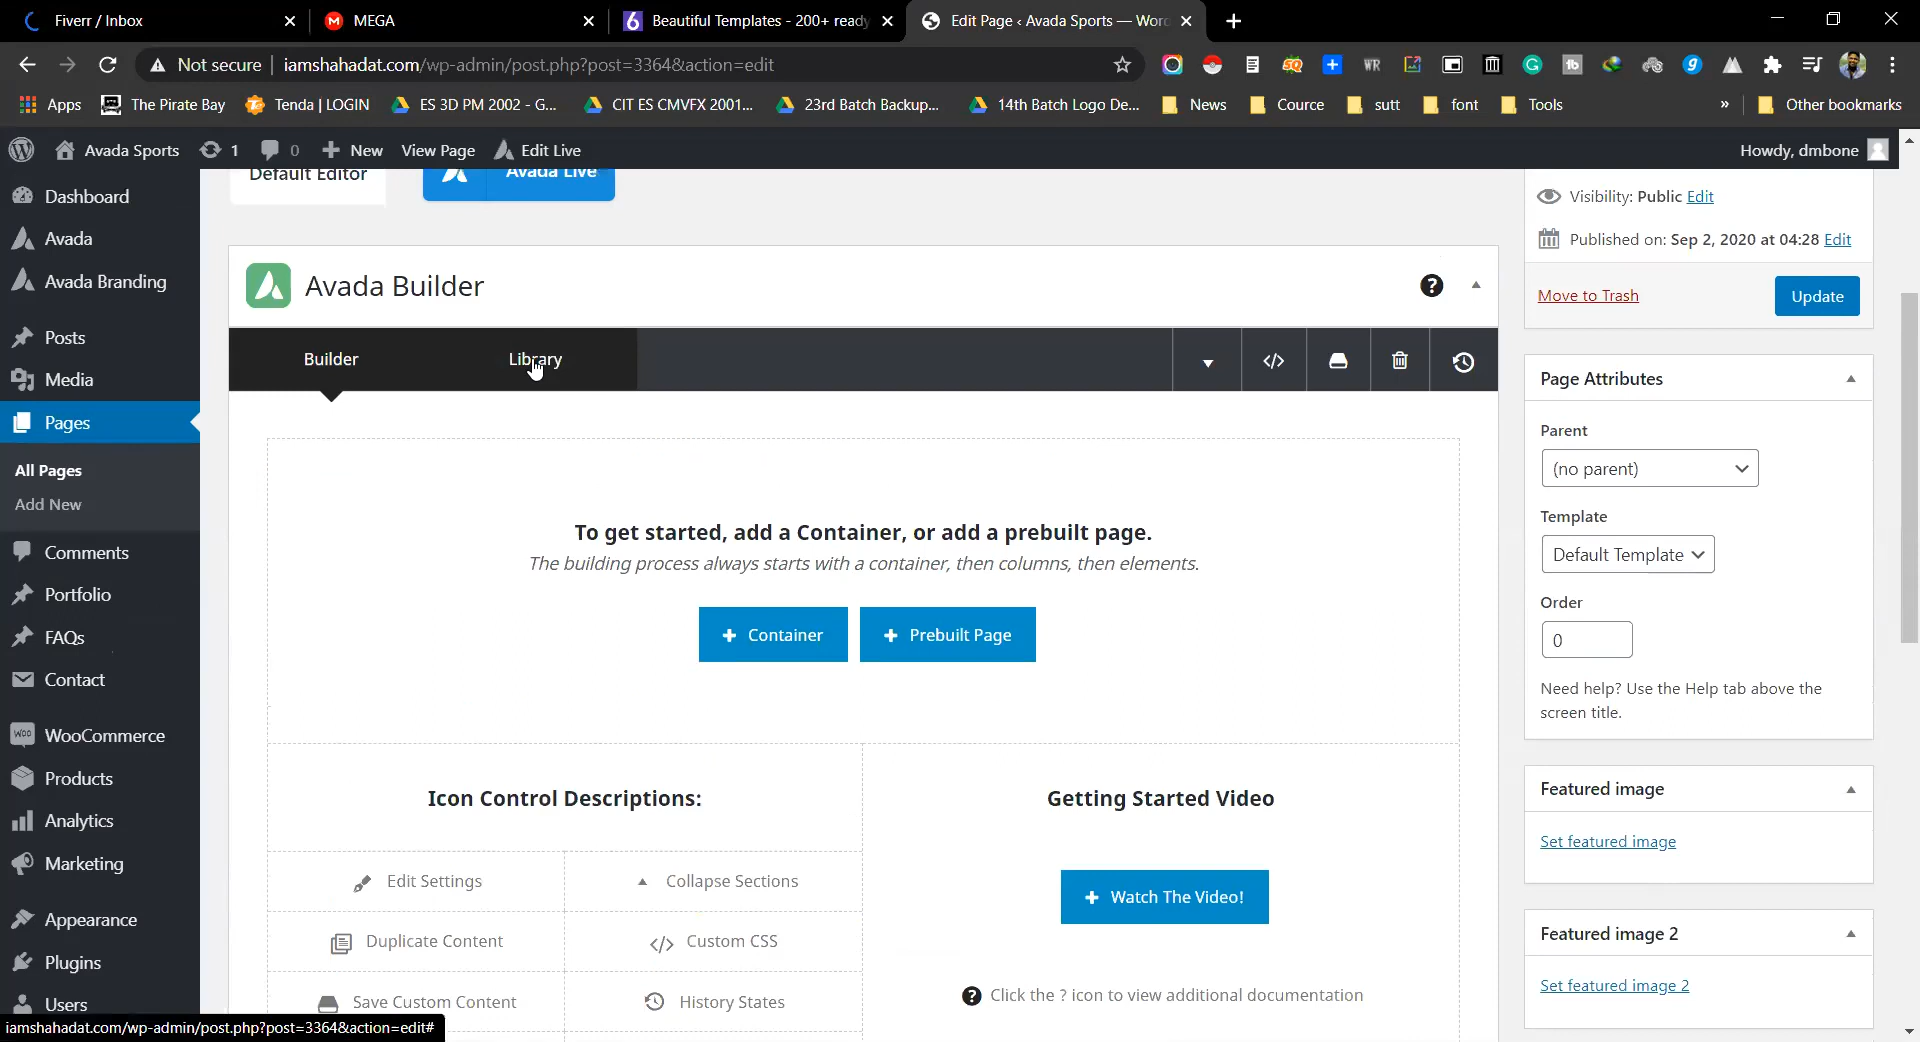 Fiverr / Inbox
MEGA
Beautiful Templates - 200+ ready
Edit Page ‹ Avada Sports — Word
Not secure
iamshahadat.com/wp-admin/post.php?post=3364&action=edit
Apps
The Pirate Bay
Tenda | LOGIN
ES 3D PM 2002 - G...
CIT ES CMVFX 2001...
23rd Batch Backup...
14th Batch Logo De...
News
Cource
sutt
font
Tools
»
Other bookmarks
Avada Sports
1
0
New
View Page
Edit Live
Howdy, dmbone
Dashboard
Avada
Avada Branding
Posts
Media
Pages
All Pages
Add New
Comments
Portfolio
FAQs
Contact
WooCommerce
Products
Analytics
Marketing
Appearance
Plugins
Users
Default Editor
Avada Live
Avada Builder
Builder
Library
To get started, add a Container, or add a prebuilt page.
The building process always starts with a container, then columns, then elements.
+ Container
+ Prebuilt Page
Icon Control Descriptions:
Edit Settings
Collapse Sections
Duplicate Content
Custom CSS
Save Custom Content
History States
Getting Started Video
+ Watch The Video!
Click the ? icon to view additional documentation
Visibility: Public Edit
Published on: Sep 2, 2020 at 04:28 Edit
Move to Trash
Update
Page Attributes
Parent
(no parent)
Template
Default Template
Order
0
Need help? Use the Help tab above the
screen title.
Featured image
Set featured image
Featured image 2
Set featured image 2
iamshahadat.com/wp-admin/post.php?post=3364&action=edit#